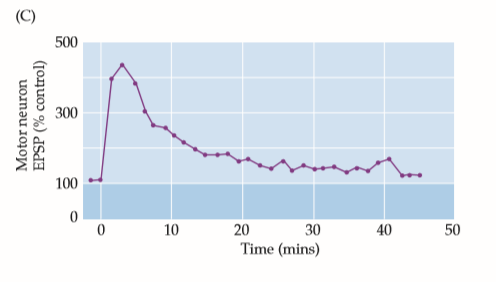 (C)
Motor neuron
EPSP (% control)
500
300
100
0
0 10 20 30 40 50
Time (mins)